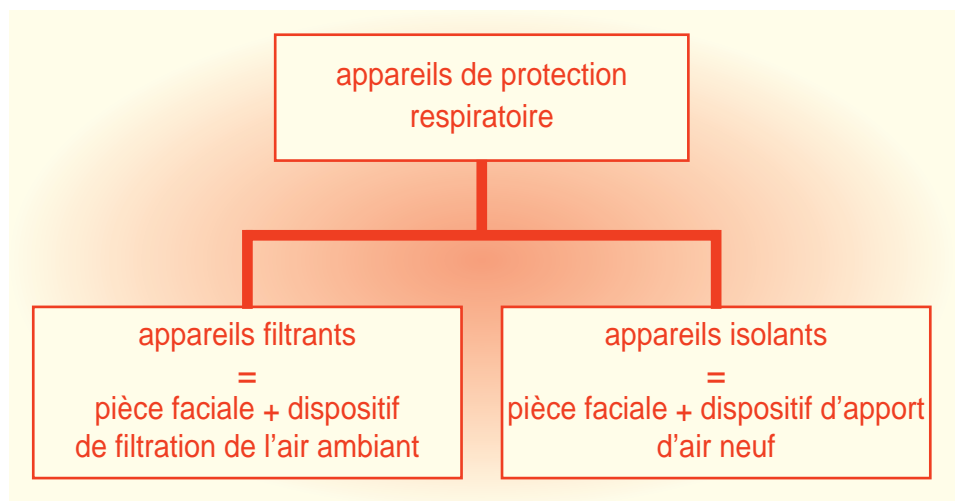 appareils de protection
respiratoire
appareils filtrants
=
pièce faciale + dispositif
de filtration de l’air ambiant
appareils isolants
=
pièce faciale + dispositif d’apport
d’air neuf